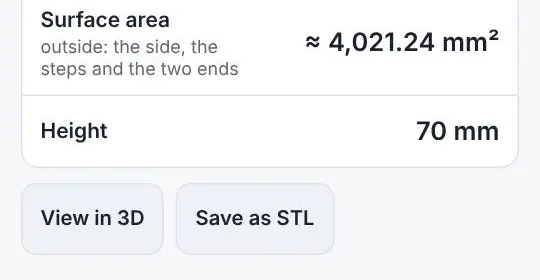 Surface area
outside: the side, the
steps and the two ends
≈ 4,021.24 mm²
Height
70 mm
View in 3D
Save as STL